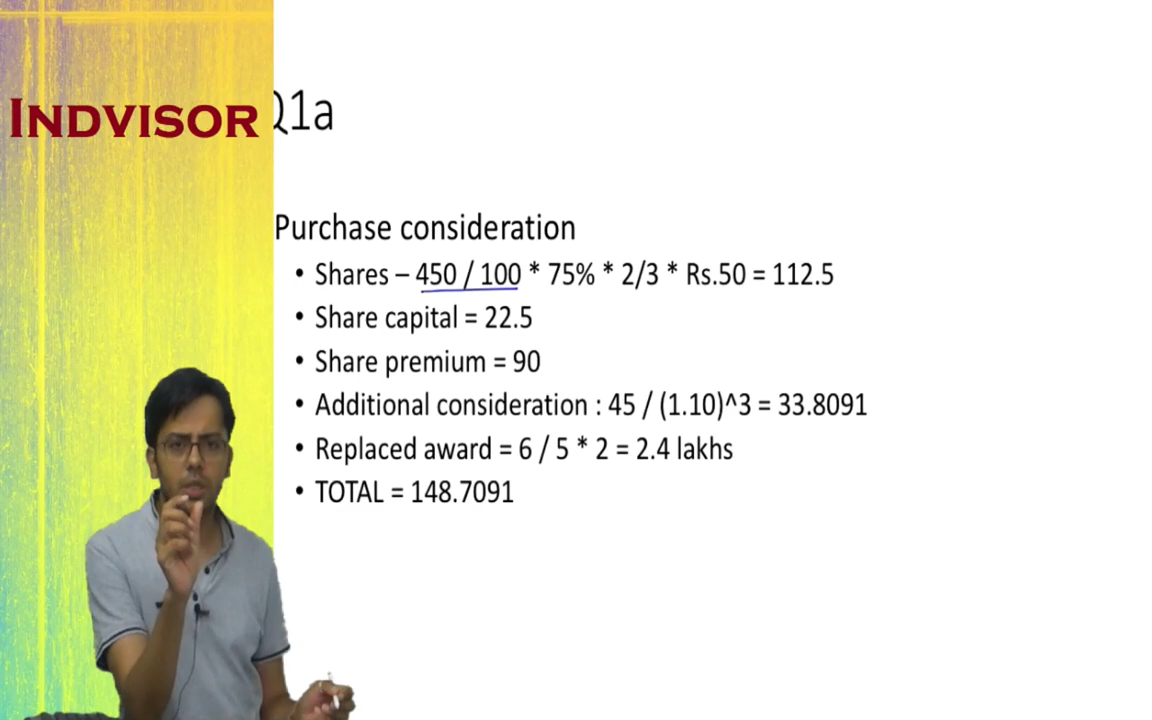 INDVISOR
Q1a
Purchase consideration
• Shares – 450 / 100 * 75% * 2/3 * Rs.50 = 112.5
• Share capital = 22.5
• Share premium = 90
• Additional consideration : 45 / (1.10)^3 = 33.8091
• Replaced award = 6 / 5 * 2 = 2.4 lakhs
• TOTAL = 148.7091